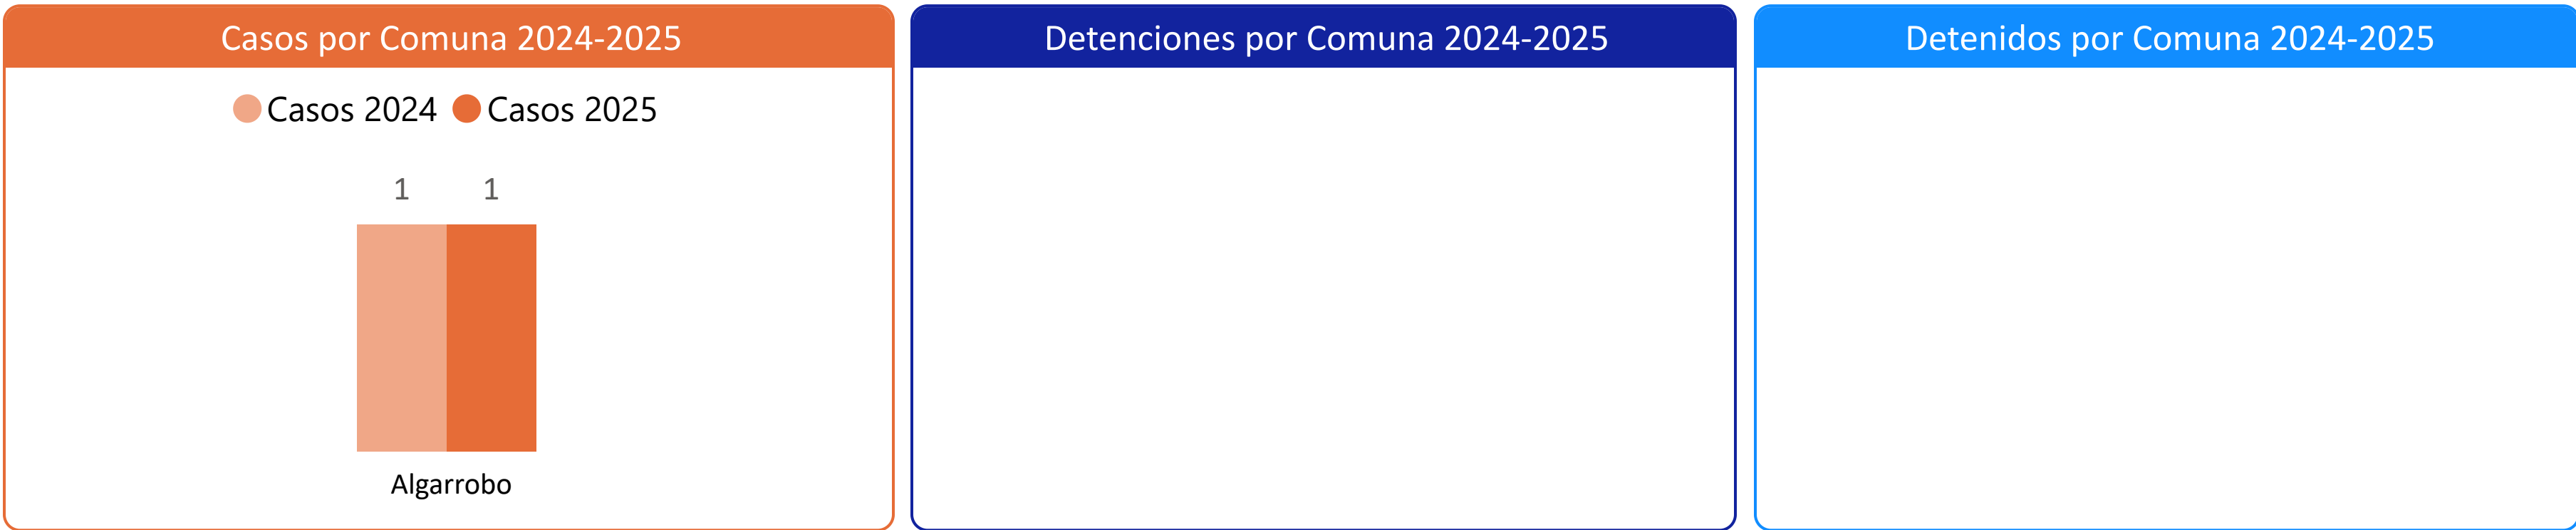 Casos por Comuna 2024-2025
Casos 2024 Casos 2025
1 1
Algarrobo
Detenciones por Comuna 2024-2025
Detenidos por Comuna 2024-2025